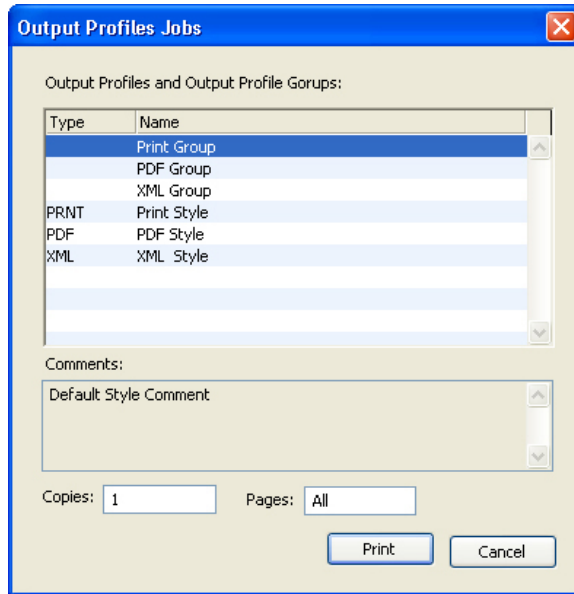 Output Profiles Jobs
Output Profiles and Output Profile Gorups:
Type Name
Print Group
PDF Group
XML Group
PRNT Print Style
PDF PDF Style
XML XML Style
Comments:
Default Style Comment
Copies: 1 Pages: All
Print Cancel